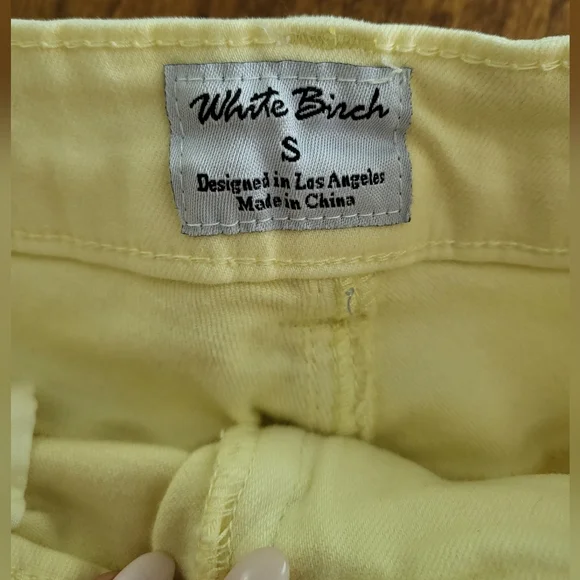 White Birch
S
Designed in Los Angeles
Made in China